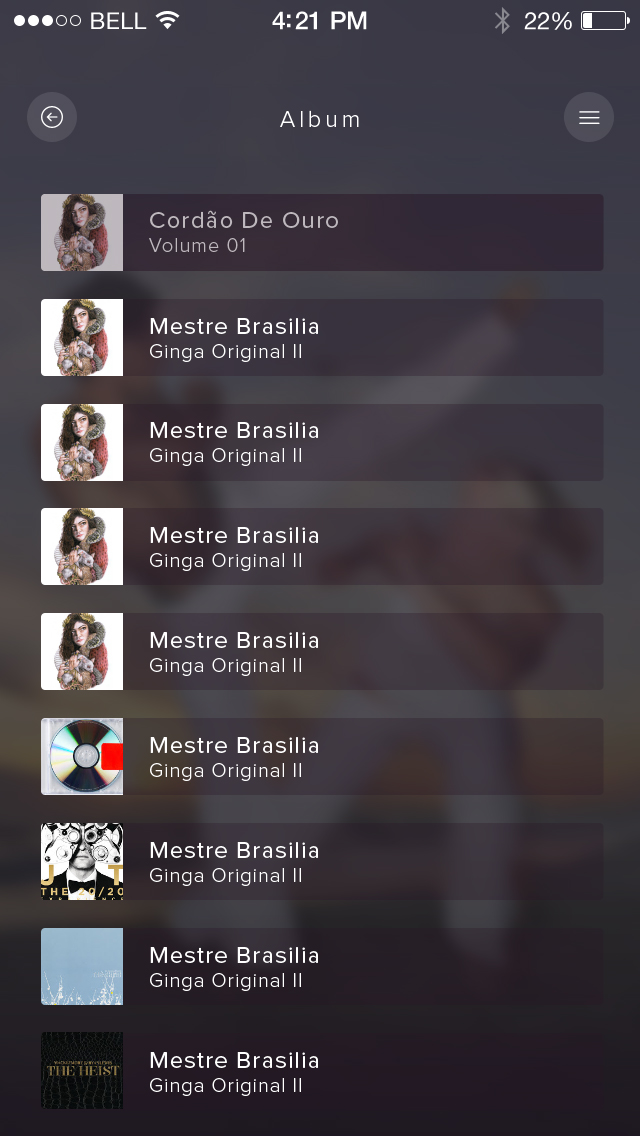 BELL 4:21 PM 22%
Album
Cordão De Ouro
Volume 01
Mestre Brasilia
Ginga Original II
Mestre Brasilia
Ginga Original II
Mestre Brasilia
Ginga Original II
Mestre Brasilia
Ginga Original II
Mestre Brasilia
Ginga Original II
Mestre Brasilia
Ginga Original II
J T
THE 20/20
Mestre Brasilia
Ginga Original II
Mestre Brasilia
Ginga Original II
THE HEIST